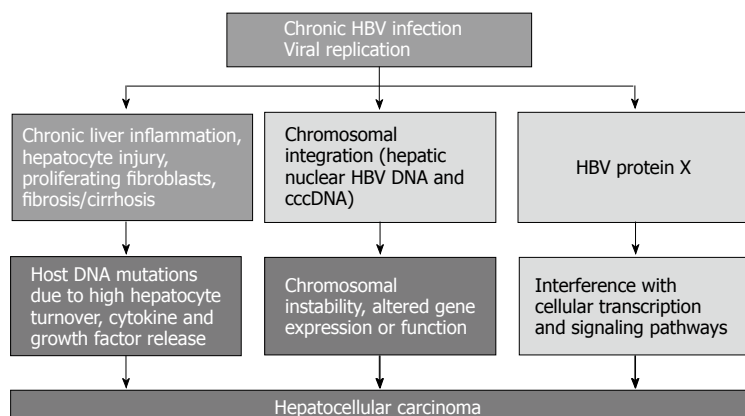 Chronic HBV infection
Viral replication
Chronic liver inflammation,
hepatocyte injury,
proliferating fibroblasts,
fibrosis/cirrhosis
Chromosomal
integration (hepatic
nuclear HBV DNA and
cccDNA)
HBV protein X
Host DNA mutations
due to high hepatocyte
turnover, cytokine and
growth factor release
Chromosomal
instability, altered gene
expression or function
Interference with
cellular transcription
and signaling pathways
Hepatocellular carcinoma